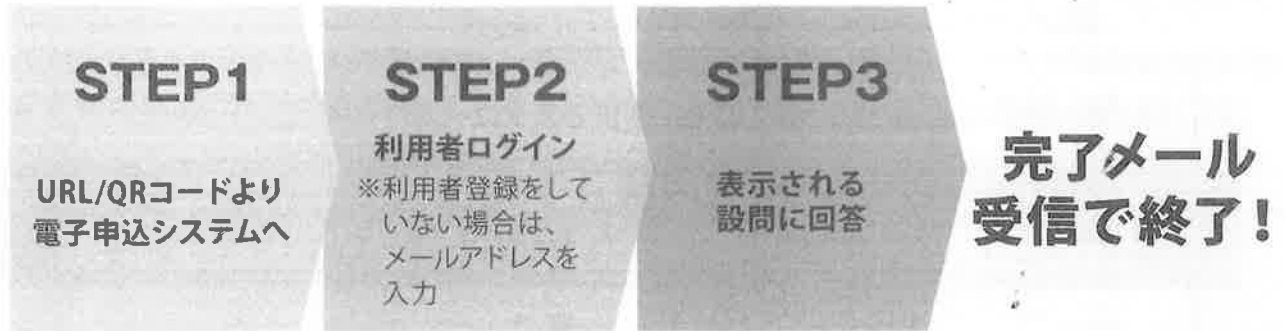 STEP1
URL/QRコードより
電子申込システムへ
STEP2
利用者ログイン
※利用者登録をして
いない場合は、
メールアドレスを
入力
STEP3
表示される
設問に回答
完了メール
受信で終了!